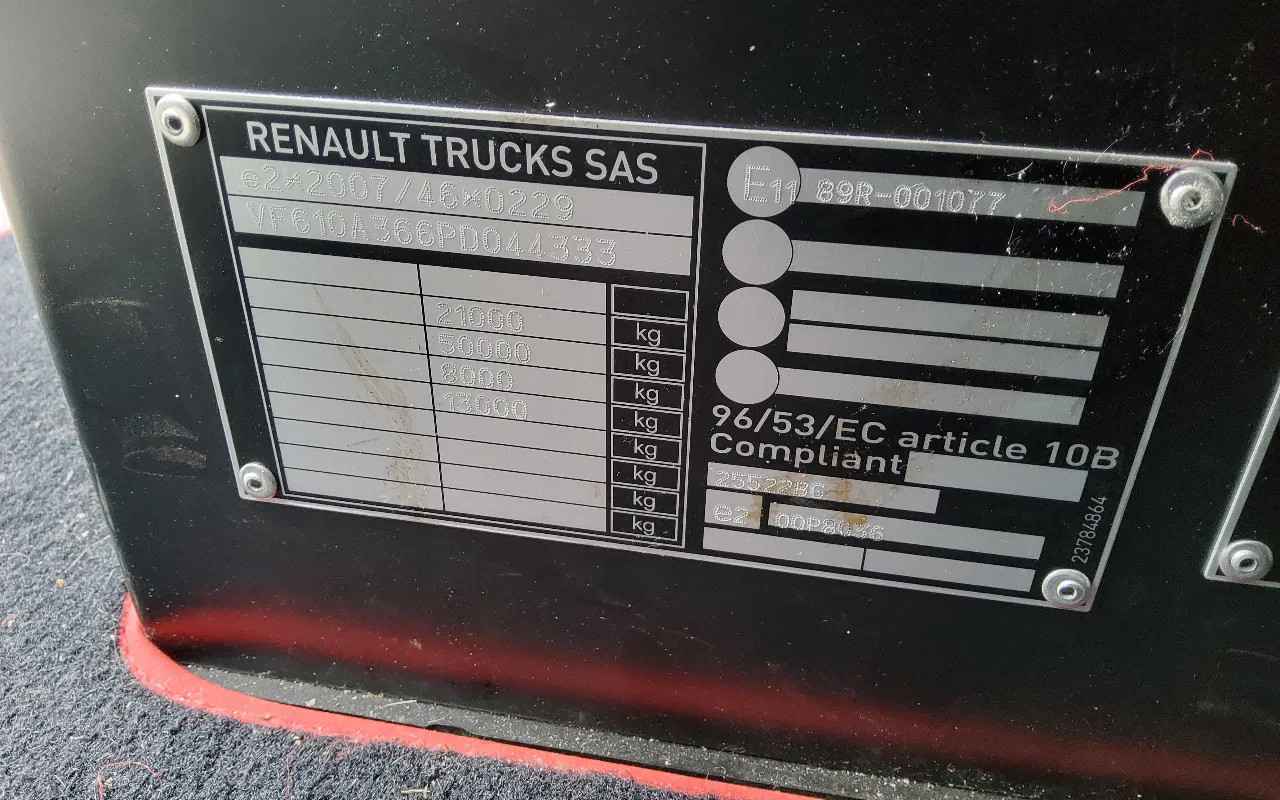 RENAULT TRUCKS SAS
e2*2007/46*0229
VF610A366PD044333
21000 kg
50000 kg
8000 kg
13000 kg
kg
kg
kg
kg
E11 89R-001077
96/53/EC article 10B
Compliant
e2
23784864